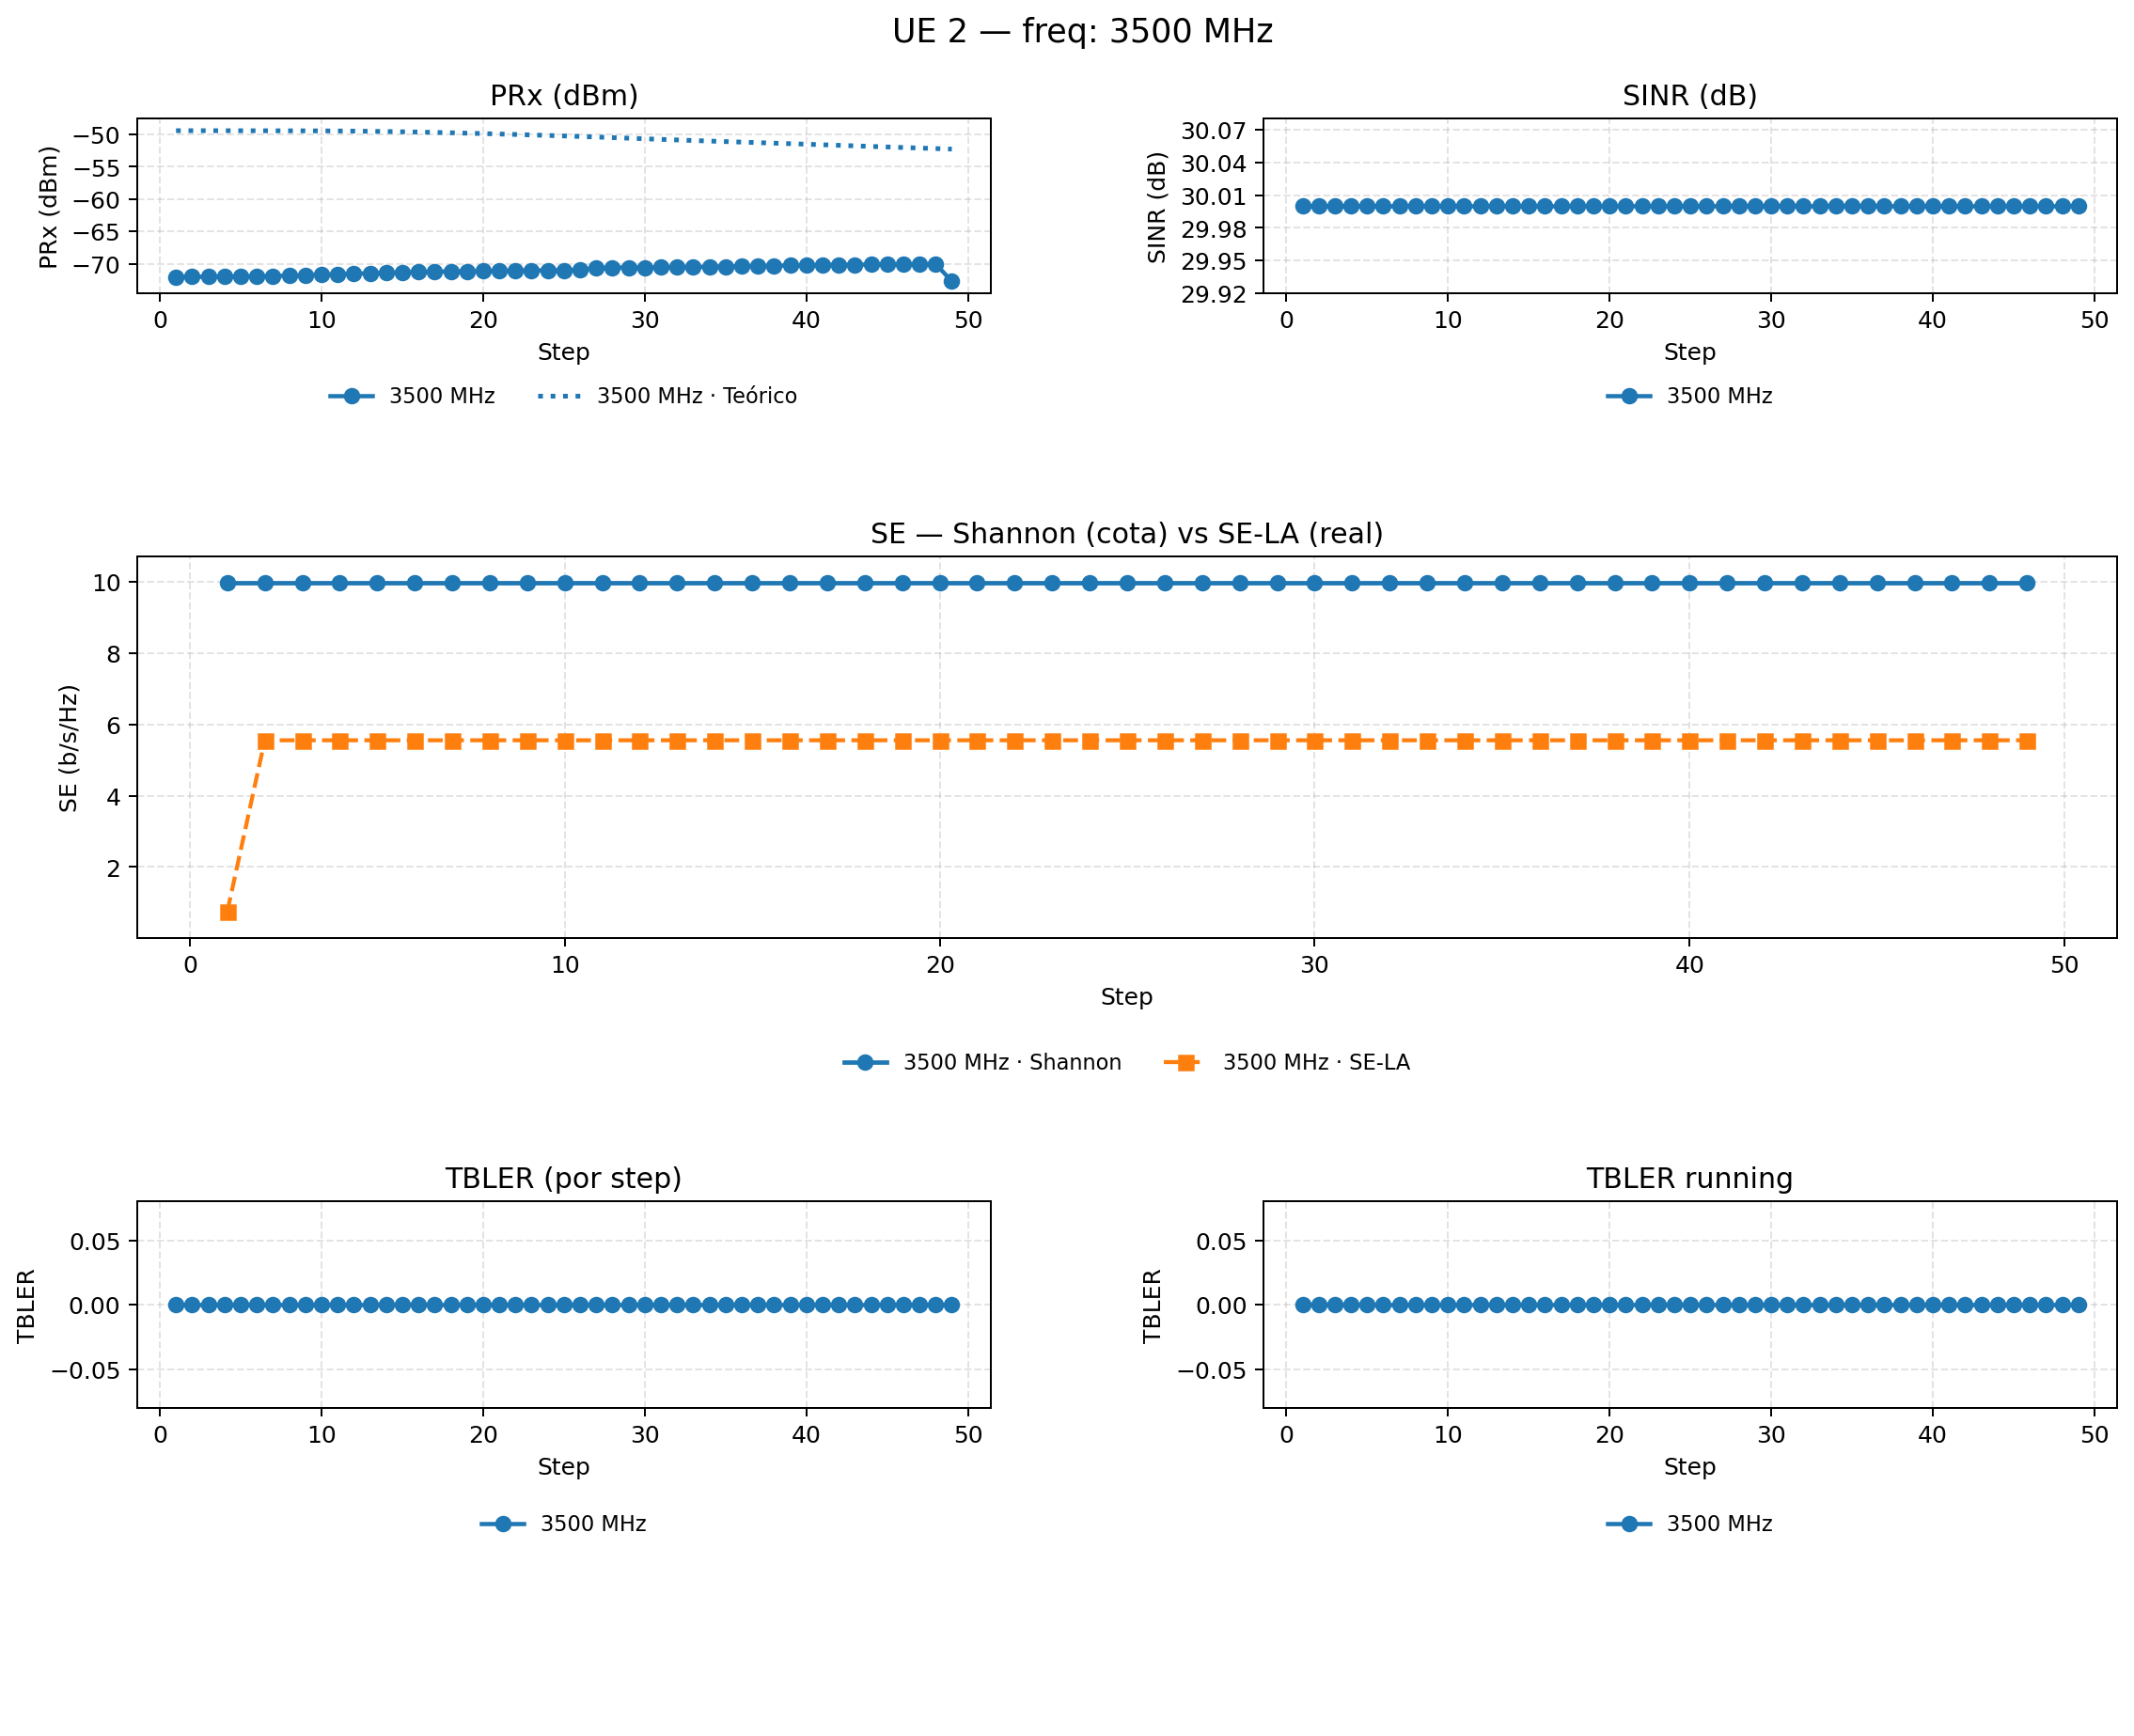 UE 2 — freq: 3500 MHz
PRx (dBm)
PRx (dBm)
−50
−55
−60
−65
−70
0 10 20 30 40 50
Step
3500 MHz 3500 MHz · Teórico
SINR (dB)
SINR (dB)
30.07
30.04
30.01
29.98
29.95
29.92
0 10 20 30 40 50
Step
3500 MHz
SE — Shannon (cota) vs SE-LA (real)
SE (b/s/Hz)
10
8
6
4
2
0 10 20 30 40 50
Step
3500 MHz · Shannon 3500 MHz · SE-LA
TBLER (por step)
TBLER
0.05
0.00
−0.05
0 10 20 30 40 50
Step
3500 MHz
TBLER running
TBLER
0.05
0.00
−0.05
0 10 20 30 40 50
Step
3500 MHz